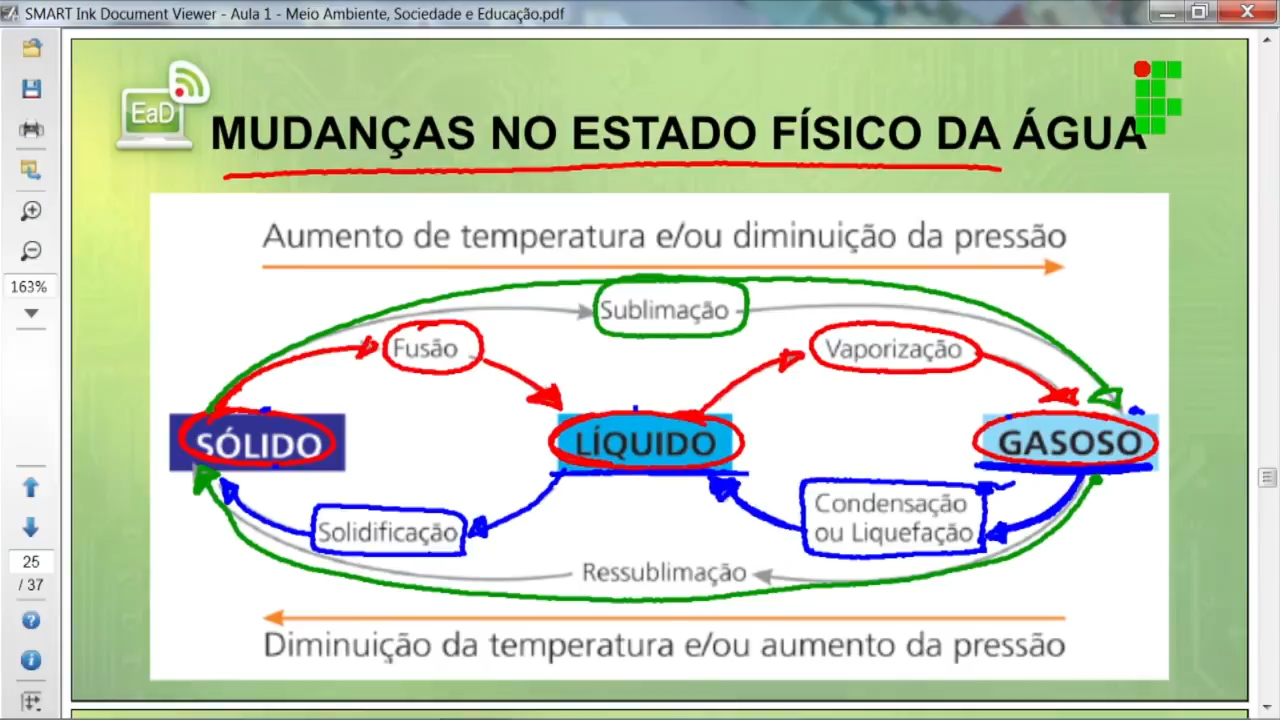 SMART Ink Document Viewer - Aula 1 - Meio Ambiente, Sociedade e Educação.pdf
EaD
MUDANÇAS NO ESTADO FÍSICO DA ÁGUA
163%
Aumento de temperatura e/ou diminuição da pressão
Sublimação
Fusão
Vaporização
SÓLIDO
LÍQUIDO
GASOSO
Condensação
ou Liquefação
Solidificação
Ressublimação
25
/ 37
Diminuição da temperatura e/ou aumento da pressão